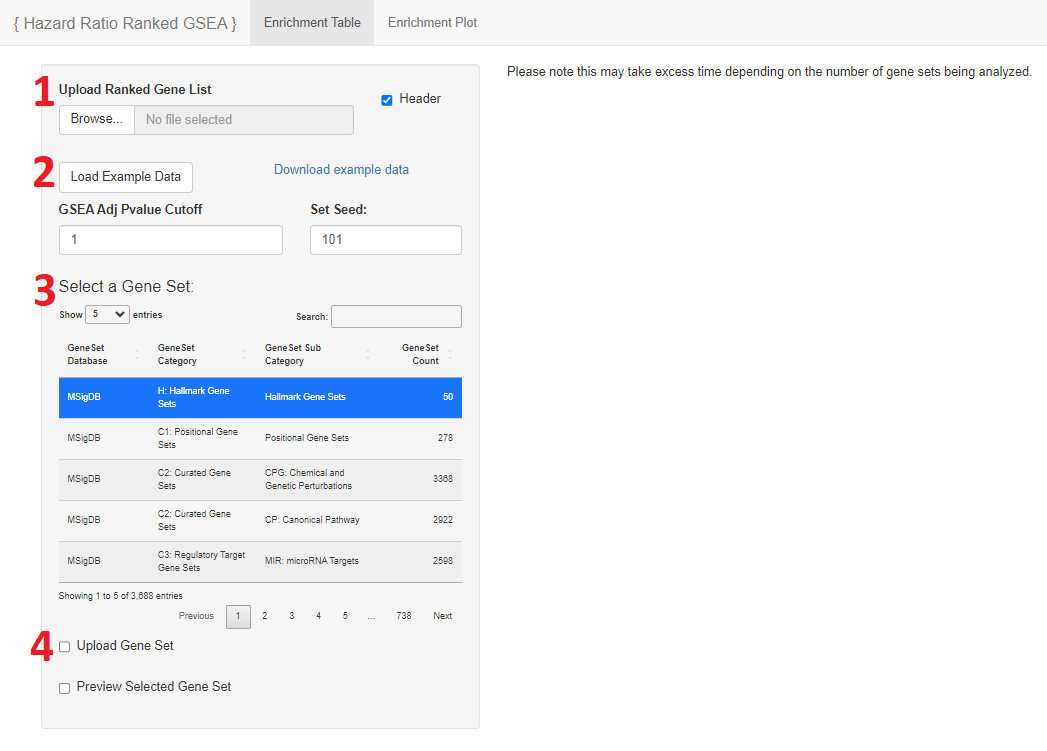 { Hazard Ratio Ranked GSEA } Enrichment Table Enrichment Plot
Please note this may take excess time depending on the number of gene sets being analyzed.
1 Upload Ranked Gene List
Header
Browse... No file selected
2 Load Example Data Download example data
GSEA Adj Pvalue Cutoff Set Seed:
1 101
3 Select a Gene Set:
Show 5 entries Search:
GeneSet Database GeneSet Category GeneSet Sub Category GeneSet Count
MSigDB H: Hallmark Gene Sets Hallmark Gene Sets 50
MSigDB C1: Positional Gene Sets Positional Gene Sets 278
MSigDB C2: Curated Gene Sets CPG: Chemical and Genetic Perturbations 3368
MSigDB C2: Curated Gene Sets CP: Canonical Pathway 2922
MSigDB C3: Regulatory Target Gene Sets MIR: microRNA Targets 2598
Showing 1 to 5 of 3,688 entries
Previous 1 2 3 4 5 ... 738 Next
4 Upload Gene Set
Preview Selected Gene Set